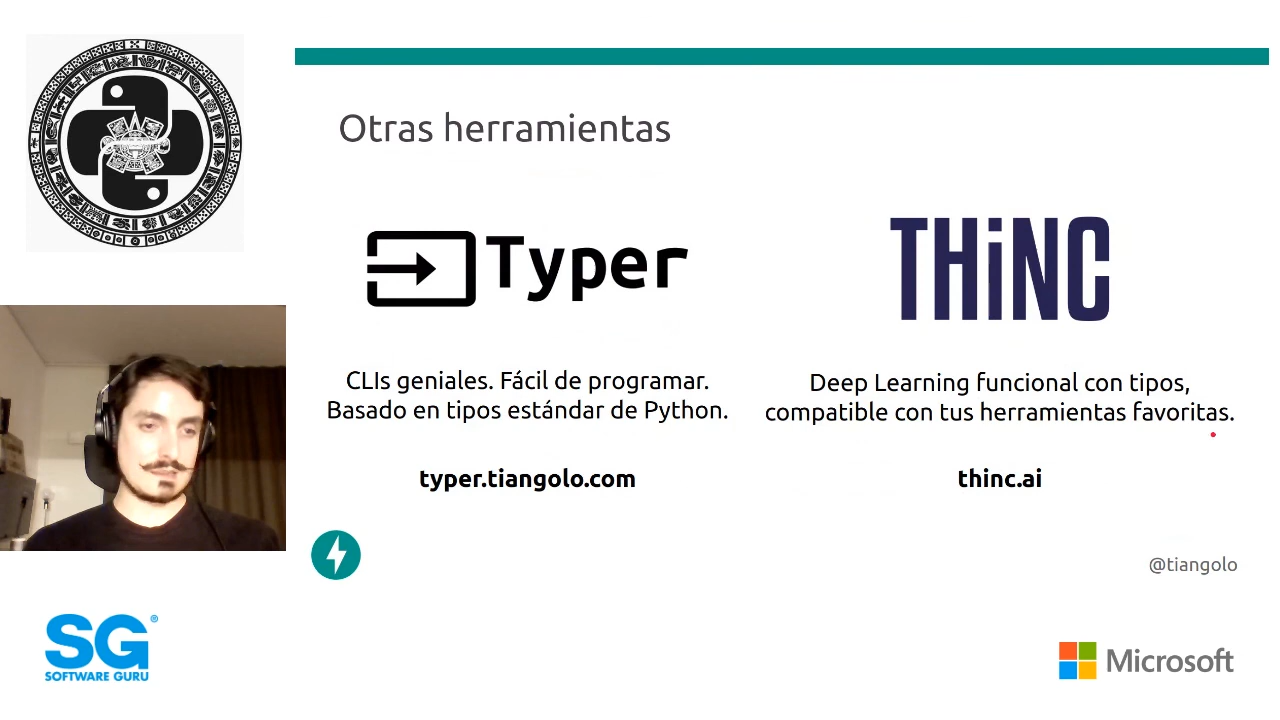 Otras herramientas
Typer
THiNC
CLIs geniales. Fácil de programar.
Basado en tipos estándar de Python.
Deep Learning funcional con tipos,
compatible con tus herramientas favoritas.
typer.tiangolo.com
thinc.ai
@tiangolo
SG®
SOFTWARE GURU
Microsoft